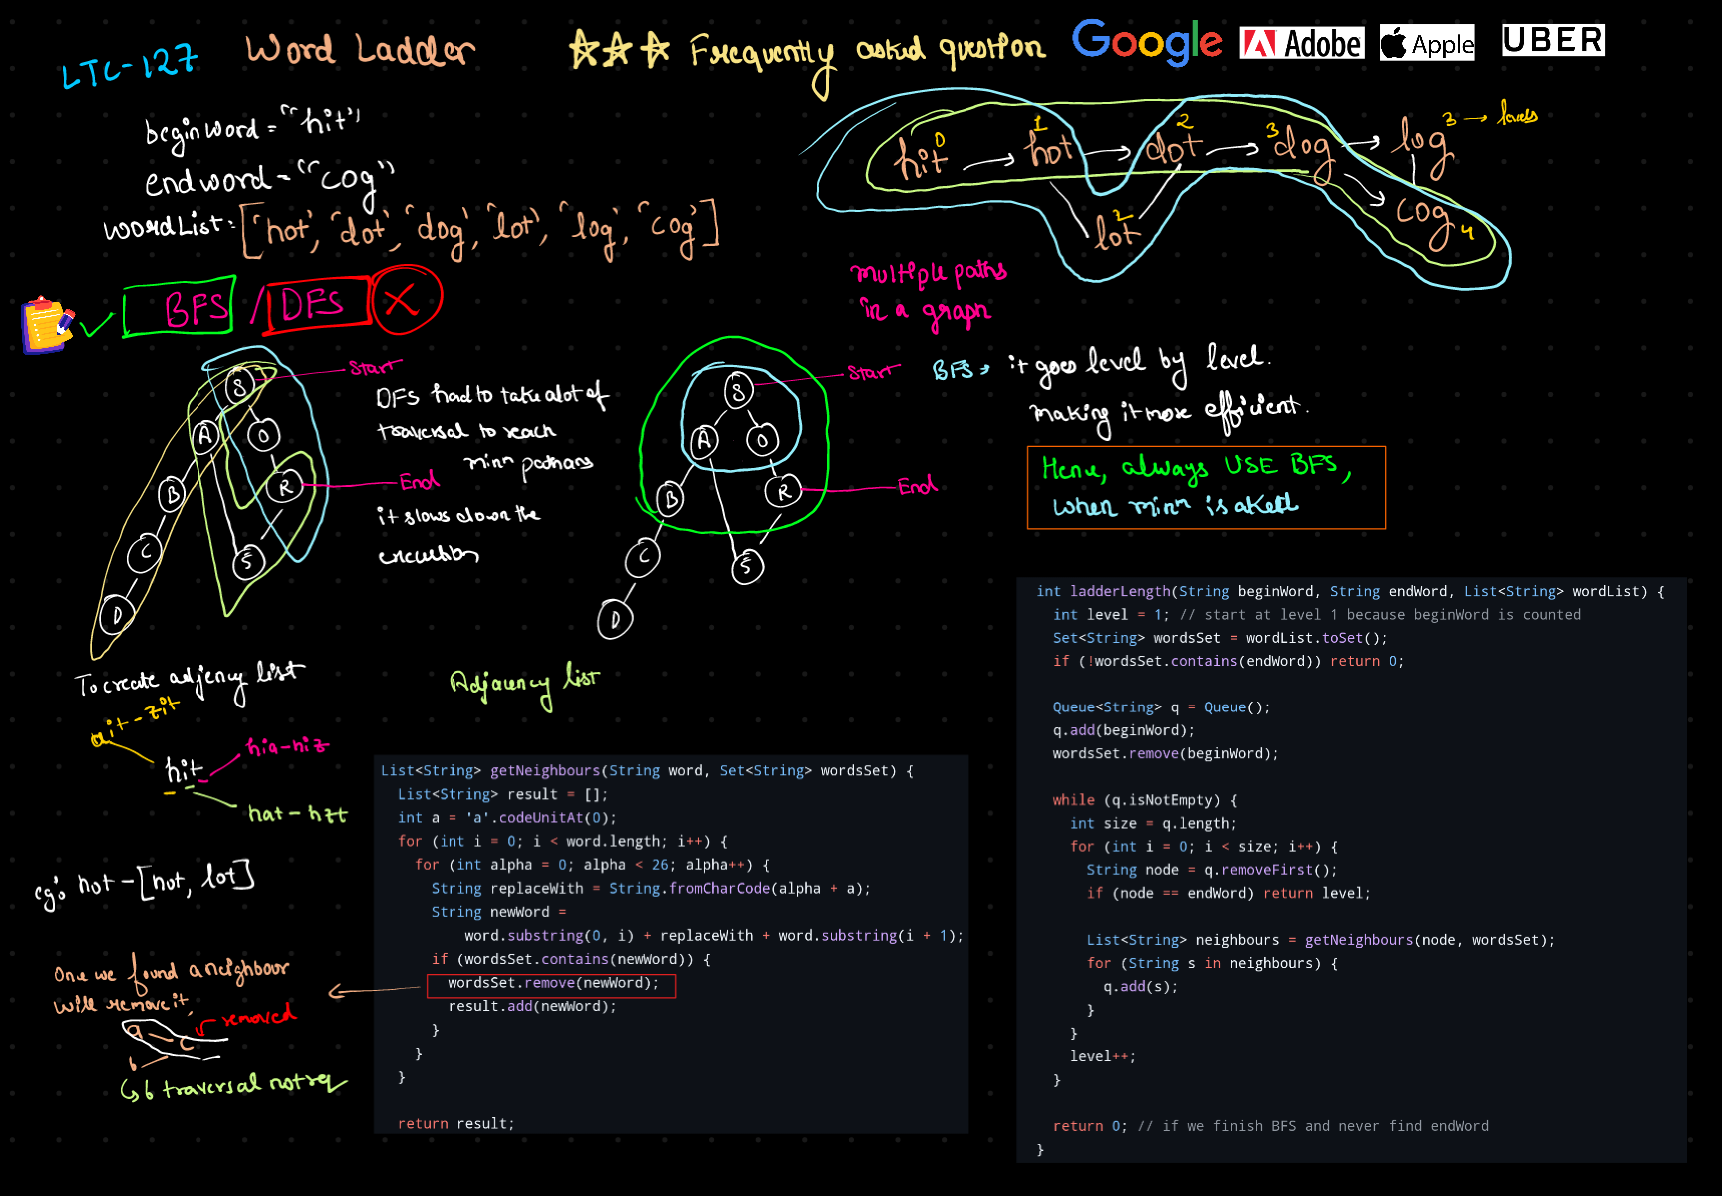 LTC-127 Word Ladder ☆☆☆ Frequently asked question Google Adobe Apple UBER
beginword = "hit"
endword = "cog"
wordList = ['hot', 'dot', 'dog', 'lot', 'log', 'cog']
hit 0 → hot 1 → dot 2 → 3 dog → log 3 → levels
lot 2
cog 4
multiple paths
in a graph
BFS / DFS X
S
A
O
B
R
C
S
D
Start
End
DFS had to take alot of
traversal to reach
minn path ans
it slows down the
S
A
O
B
R
C
S
D
Start
End
BFS → it goes level by level.
making it more efficient.
Hence, always USE BFS,
when minn is aked
To create adjency list
ait - zit
hit
hia - hiz
hat - hzt
eg: hot - [hot, lot]
One we found a neighbour
will remove it,
a
c
removed
b
↳ b traversal not req
Adjacency list
List<String> getNeighbours(String word, Set<String> wordsSet) {
List<String> result = [];
int a = 'a'.codeUnitAt(0);
for (int i = 0; i < word.length; i++) {
for (int alpha = 0; alpha < 26; alpha++) {
String replaceWith = String.fromCharCode(alpha + a);
String newWord =
word.substring(0, i) + replaceWith + word.substring(i + 1);
if (wordsSet.contains(newWord)) {
wordsSet.remove(newWord);
result.add(newWord);
}
}
}
return result;
int ladderLength(String beginWord, String endWord, List<String> wordList) {
int level = 1; // start at level 1 because beginWord is counted
Set<String> wordsSet = wordList.toSet();
if (!wordsSet.contains(endWord)) return 0;
Queue<String> q = Queue();
q.add(beginWord);
wordsSet.remove(beginWord);
while (q.isNotEmpty) {
int size = q.length;
for (int i = 0; i < size; i++) {
String node = q.removeFirst();
if (node == endWord) return level;
List<String> neighbours = getNeighbours(node, wordsSet);
for (String s in neighbours) {
q.add(s);
}
}
level++;
}
return 0; // if we finish BFS and never find endWord
}